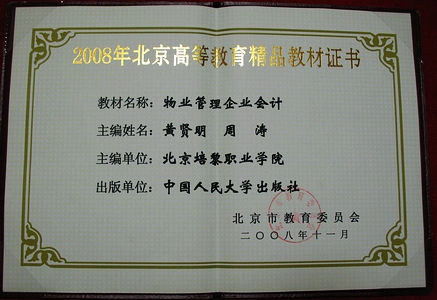 2008年北京高等教育精品教材证书
教材名称：物业管理企业会计
主编姓名：黄贤明 周涛
主编单位：北京培黎职业学院
出版单位：中国人民大学出版社
北京市教育委员会
二〇〇八年十一月